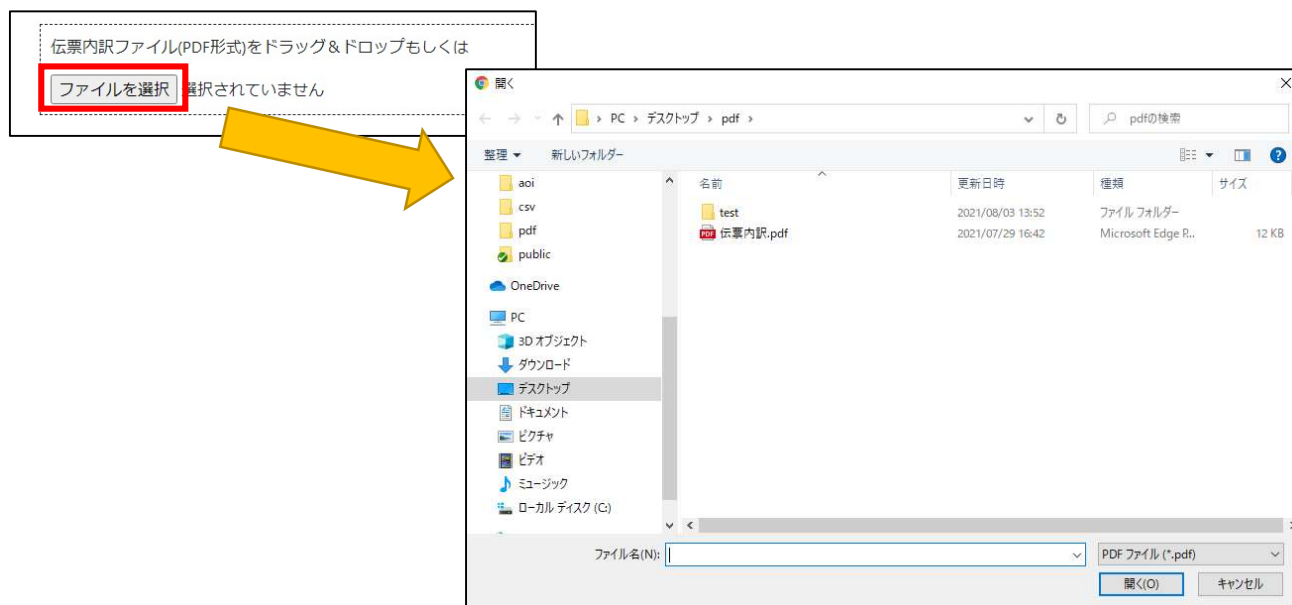 伝票内訳ファイル(PDF形式)をドラッグ＆ドロップもしくは
ファイルを選択 選択されていません
開く
PC › デスクトップ › pdf ›
pdfの検索
整理 新しいフォルダー
名前 更新日時 種類 サイズ
aoi
csv
pdf
public
OneDrive
PC
3D オブジェクト
ダウンロード
デスクトップ
ドキュメント
ピクチャ
ビデオ
ミュージック
ローカル ディスク (C:)
test 2021/08/03 13:52 ファイル フォルダー
伝票内訳.pdf 2021/07/29 16:42 Microsoft Edge P... 12 KB
ファイル名(N):
PDF ファイル (*.pdf)
開く(O) キャンセル